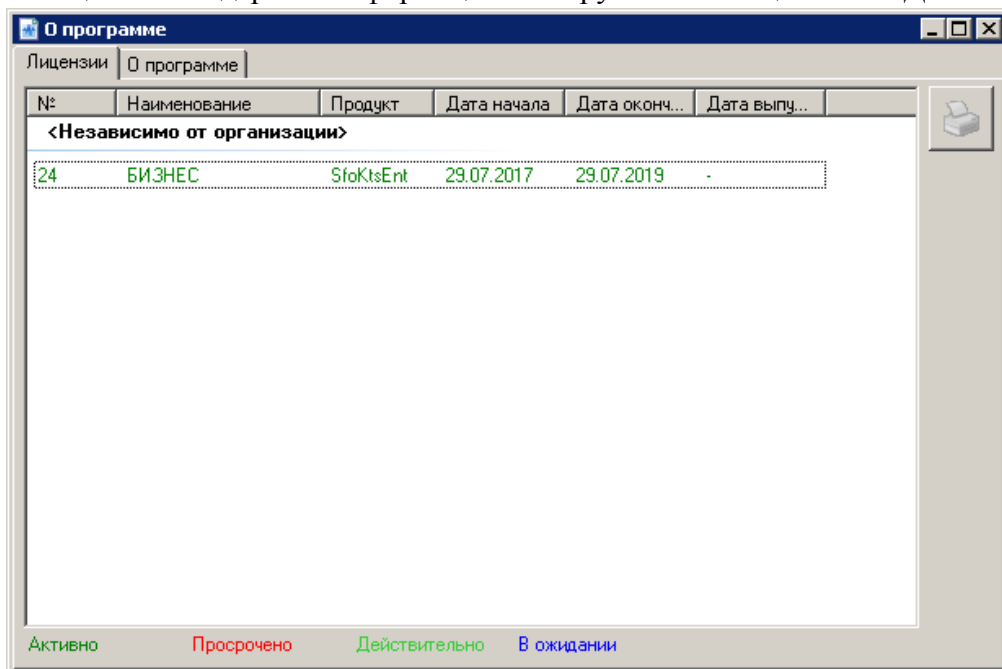 О программе
Лицензии О программе
№ Наименование Продукт Дата начала Дата оконч... Дата выпу...
<Независимо от организации>
24 БИЗНЕС SfoKtsEnt 29.07.2017 29.07.2019 -
Активно Просрочено Действительно В ожидании